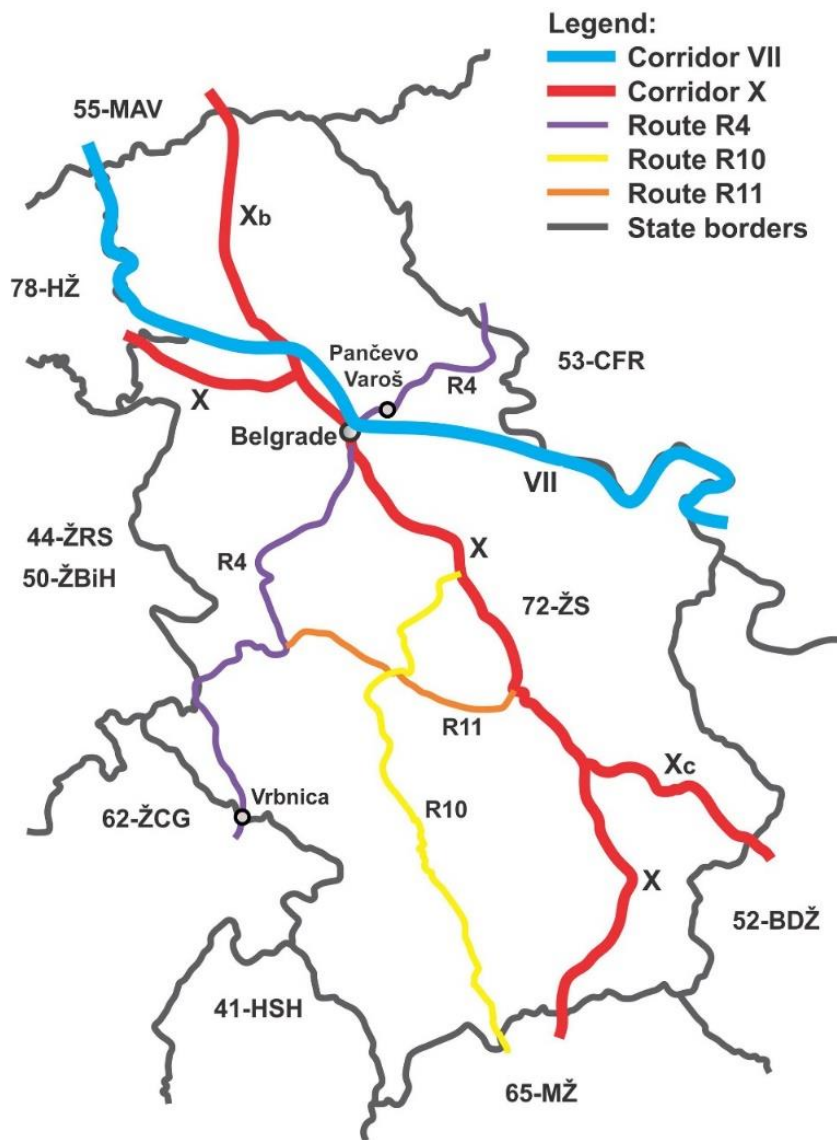 Legend:
Corridor VII
Corridor X
Route R4
Route R10
Route R11
State borders
55-MAV
Xb
78-HŽ
Pančevo
Varoš
53-CFR
R4
X
Belgrade
VII
44-ŽRS
50-ŽBiH
R4
X
72-ŽS
R11
Xc
Vrbnica
R10
62-ŽCG
X
52-BDŽ
41-HSH
65-MŽ